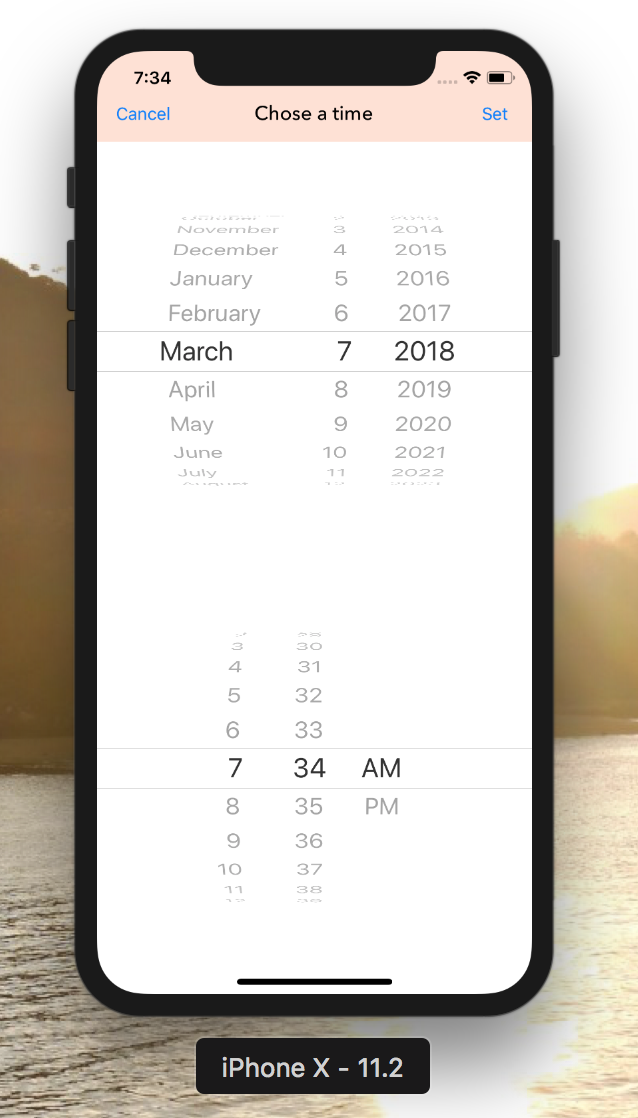 7:34
Cancel Chose a time Set
November 3 2014
December 4 2015
January 5 2016
February 6 2017
March 7 2018
April 8 2019
May 9 2020
June 10 2021
July 11 2022
3 30
4 31
5 32
6 33
7 34 AM
8 35 PM
9 36
10 37
11 38
iPhone X - 11.2